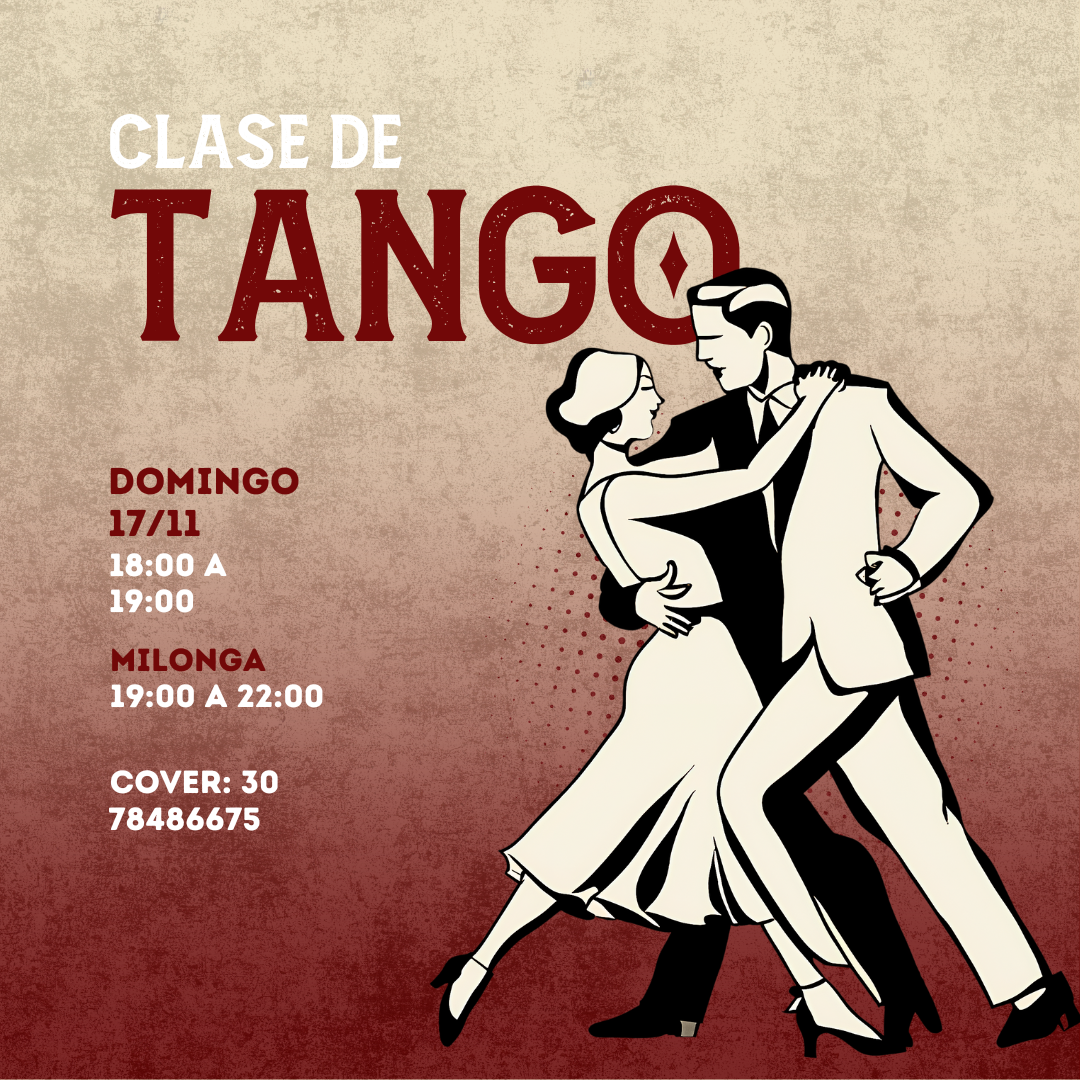 CLASE DE
TANGO
DOMINGO
17/11
18:00 A
19:00
MILONGA
19:00 A 22:00
COVER: 30
78486675